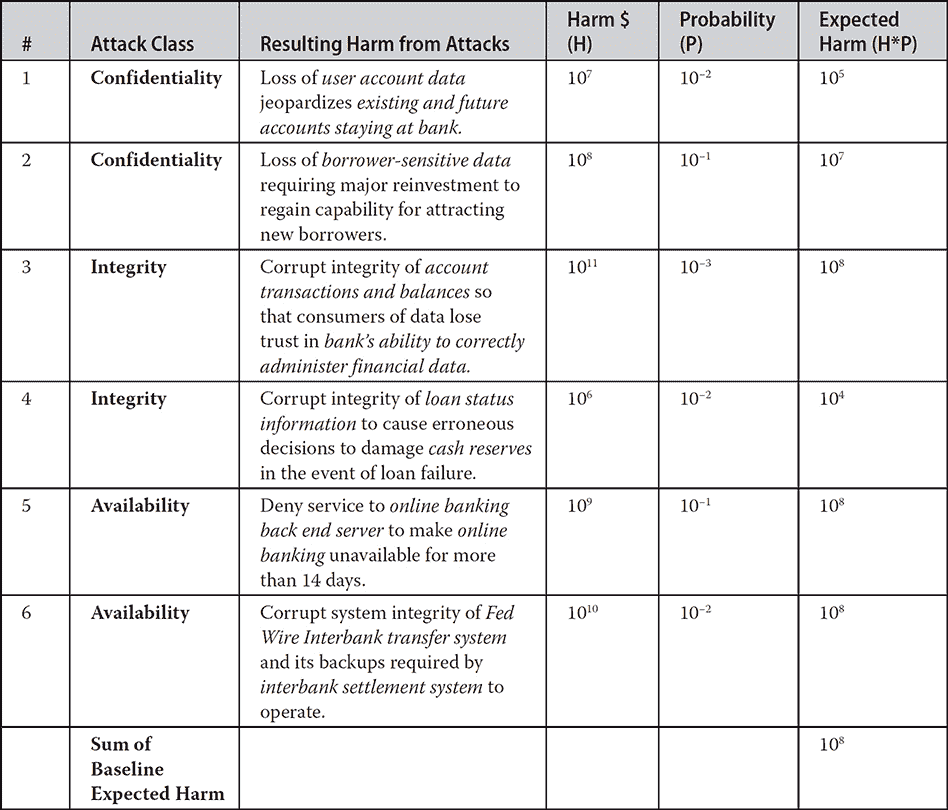 # Attack Class Resulting Harm from Attacks Harm $ (H) Probability (P) Expected Harm (H*P)
1 Confidentiality Loss of user account data 10⁷ 10⁻² 10⁵
jeopardizes existing and future
accounts staying at bank.
2 Confidentiality Loss of borrower-sensitive data 10⁸ 10⁻¹ 10⁷
requiring major reinvestment to
regain capability for attracting
new borrowers.
3 Integrity Corrupt integrity of account 10¹¹ 10⁻³ 10⁸
transactions and balances so
that consumers of data lose
trust in bank’s ability to correctly
administer financial data.
4 Integrity Corrupt integrity of loan status 10⁶ 10⁻² 10⁴
information to cause erroneous
decisions to damage cash reserves
in the event of loan failure.
5 Availability Deny service to online banking 10⁹ 10⁻¹ 10⁸
back end server to make online
banking unavailable for more
than 14 days.
6 Availability Corrupt system integrity of Fed 10¹⁰ 10⁻² 10⁸
Wire Interbank transfer system
and its backups required by
interbank settlement system to
operate.
Sum of 10⁸
Baseline
Expected Harm